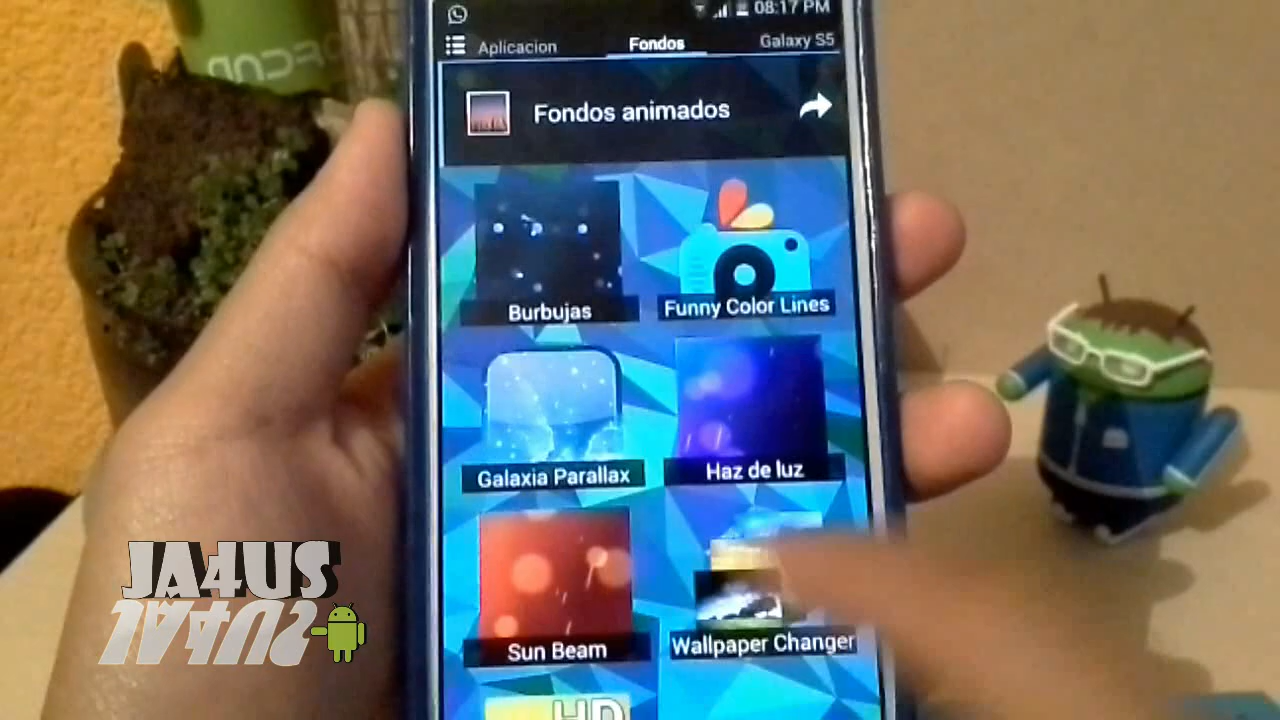 08:17 PM
Aplicacion
Fondos
Galaxy S5
Fondos animados
Burbujas
Funny Color Lines
Galaxia Parallax
Haz de luz
Sun Beam
Wallpaper Changer
HD
JA4US